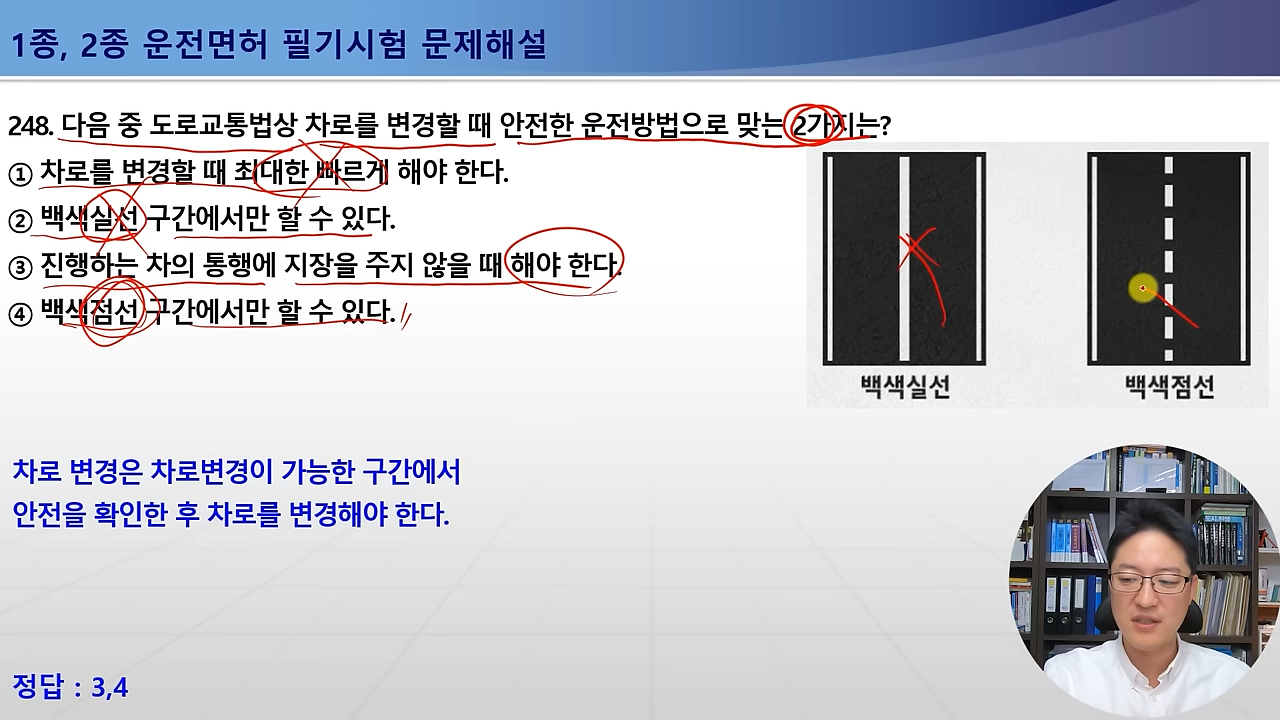 1종, 2종 운전면허 필기시험 문제해설
248. 다음 중 도로교통법상 차로를 변경할 때 안전한 운전방법으로 맞는 2가지는?
① 차로를 변경할 때 최대한 빠르게 해야 한다.
② 백색실선 구간에서만 할 수 있다.
③ 진행하는 차의 통행에 지장을 주지 않을 때 해야 한다.
④ 백색점선 구간에서만 할 수 있다.
백색실선
백색점선
차로 변경은 차로변경이 가능한 구간에서
안전을 확인한 후 차로를 변경해야 한다.
정답 : 3,4